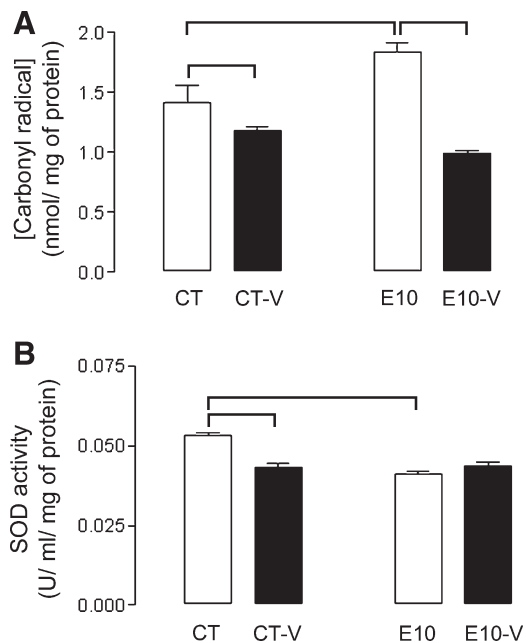 A
[Carbonyl radical]
(nmol/ mg of protein)
2.0
1.5
1.0
0.5
0.0
CT CT-V E10 E10-V
B
SOD activity
(U/ ml/ mg of protein)
0.075
0.050
0.025
0.000
CT CT-V E10 E10-V